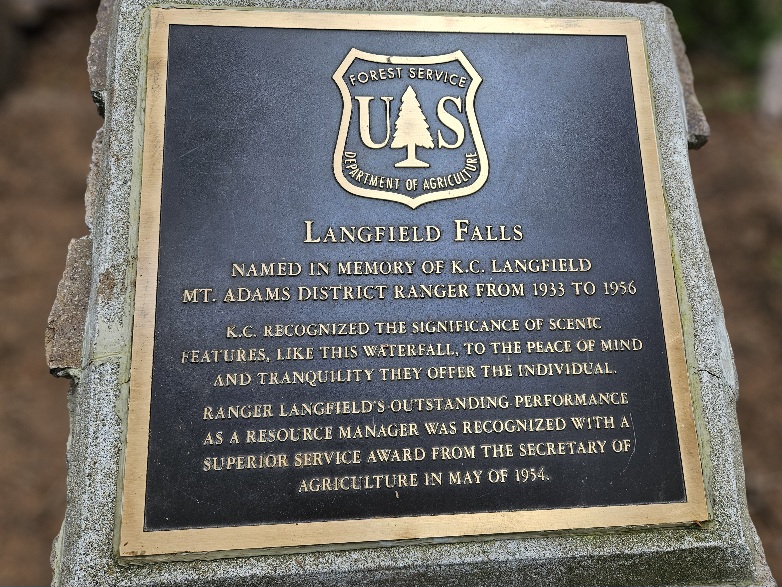 FOREST SERVICE
U S
DEPARTMENT OF AGRICULTURE
LANGFIELD FALLS
NAMED IN MEMORY OF K.C. LANGFIELD
MT. ADAMS DISTRICT RANGER FROM 1933 TO 1956
K.C. RECOGNIZED THE SIGNIFICANCE OF SCENIC
FEATURES, LIKE THIS WATERFALL, TO THE PEACE OF MIND
AND TRANQUILITY THEY OFFER THE INDIVIDUAL.
RANGER LANGFIELD'S OUTSTANDING PERFORMANCE
AS A RESOURCE MANAGER WAS RECOGNIZED WITH A
SUPERIOR SERVICE AWARD FROM THE SECRETARY OF
AGRICULTURE IN MAY OF 1954.